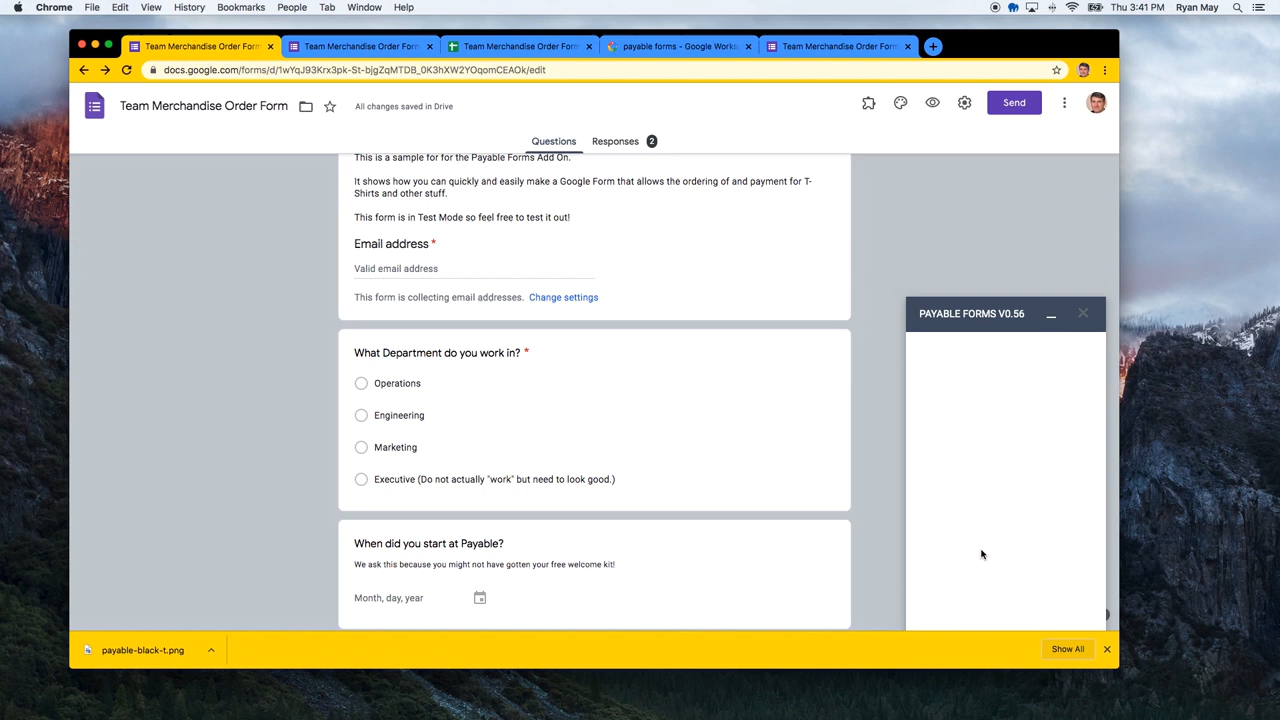 Chrome File Edit View History Bookmarks People Tab Window Help Thu 3:41 PM Ryan May
Team Merchandise Order Form Team Merchandise Order Form Team Merchandise Order Form payable forms - Google Works Team Merchandise Order Form
docs.google.com/forms/d/1wYqJ93Krx3pk-St-bjgZqMTDB_0K3hXW2YOqomCEAOk/edit
Team Merchandise Order Form All changes saved in Drive Send
Questions Responses 2
This is a sample for for the Payable Forms Add On.
It shows how you can quickly and easily make a Google Form that allows the ordering of and payment for T-
Shirts and other stuff.
This form is in Test Mode so feel free to test it out!
Email address *
Valid email address
This form is collecting email addresses. Change settings
PAYABLE FORMS V0.56
What Department do you work in? *
Operations
Engineering
Marketing
Executive (Do not actually "work" but need to look good.)
When did you start at Payable?
We ask this because you might not have gotten your free welcome kit!
Month, day, year
payable-black-t.png Show All